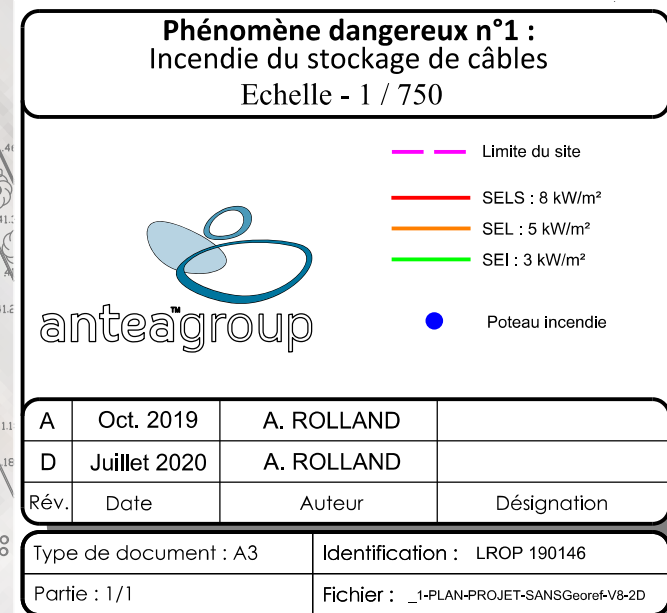 Phénomène dangereux n°1 :
Incendie du stockage de câbles
Echelle - 1 / 750
Limite du site
SELS : 8 kW/m²
SEL : 5 kW/m²
SEI : 3 kW/m²
Poteau incendie
anteagroup™
A Oct. 2019 A. ROLLAND
D Juillet 2020 A. ROLLAND
Rév. Date Auteur Désignation
Type de document : A3 Identification : LROP 190146
Partie : 1/1 Fichier : _1-PLAN-PROJET-SANSGeoref-V8-2D